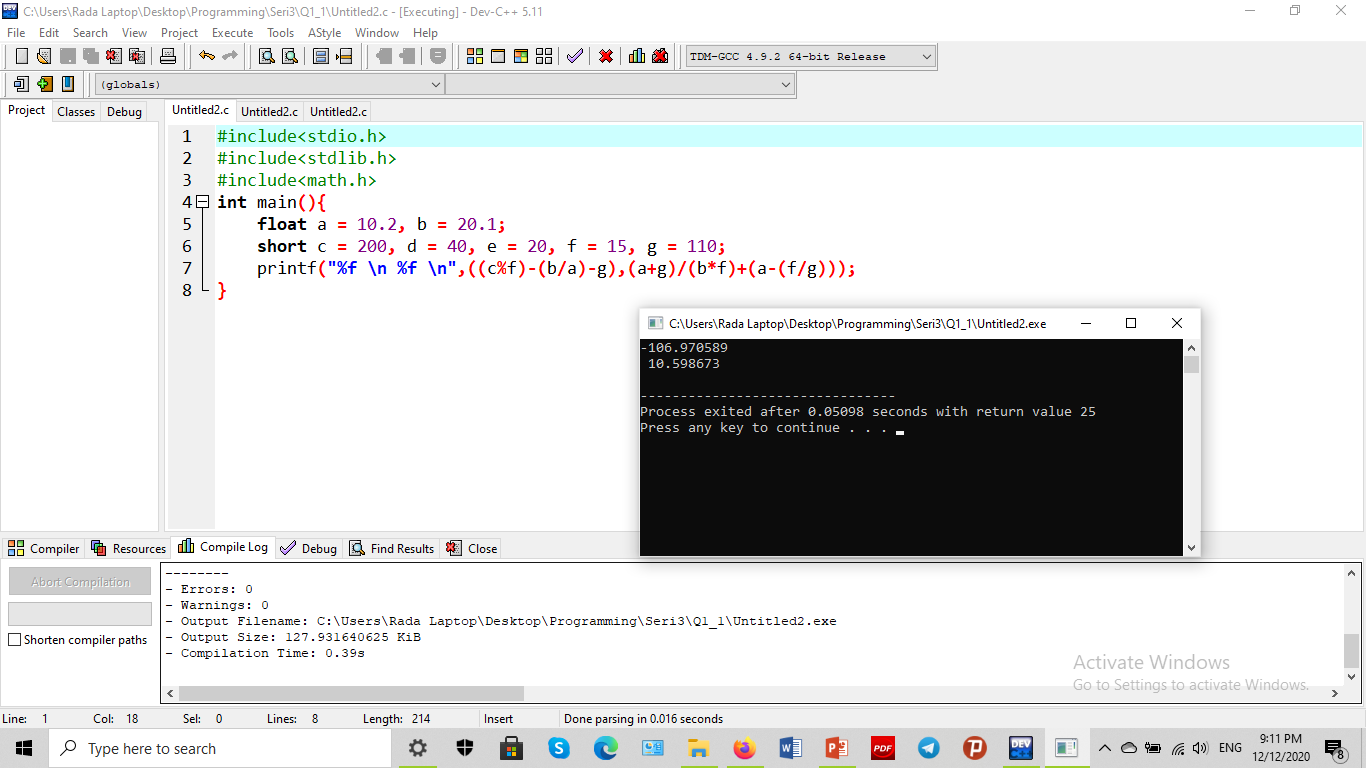 C:\Users\Rada Laptop\Desktop\Programming\Seri3\Q1_1\Untitled2.c - [Executing] - Dev-C++ 5.11
File Edit Search View Project Execute Tools AStyle Window Help
TDM-GCC 4.9.2 64-bit Release
(globals)
Project Classes Debug
Untitled2.c Untitled2.c Untitled2.c
1 #include<stdio.h>
2 #include<stdlib.h>
3 #include<math.h>
4 int main(){
5 float a = 10.2, b = 20.1;
6 short c = 200, d = 40, e = 20, f = 15, g = 110;
7 printf("%f \n %f \n",((c%f)-(b/a)-g),(a+g)/(b*f)+(a-(f/g)));
8 }
C:\Users\Rada Laptop\Desktop\Programming\Seri3\Q1_1\Untitled2.exe
-106.970589
10.598673
--------------------------------
Process exited after 0.05098 seconds with return value 25
Press any key to continue . . .
Compiler Resources Compile Log Debug Find Results Close
Abort Compilation
Shorten compiler paths
--------
- Errors: 0
- Warnings: 0
- Output Filename: C:\Users\Rada Laptop\Desktop\Programming\Seri3\Q1_1\Untitled2.exe
- Output Size: 127.931640625 KiB
- Compilation Time: 0.39s
Activate Windows
Go to Settings to activate Windows.
Line: 1 Col: 18 Sel: 0 Lines: 8 Length: 214 Insert Done parsing in 0.016 seconds
Type here to search
PDF
DEV
ENG
9:11 PM
12/12/2020
8